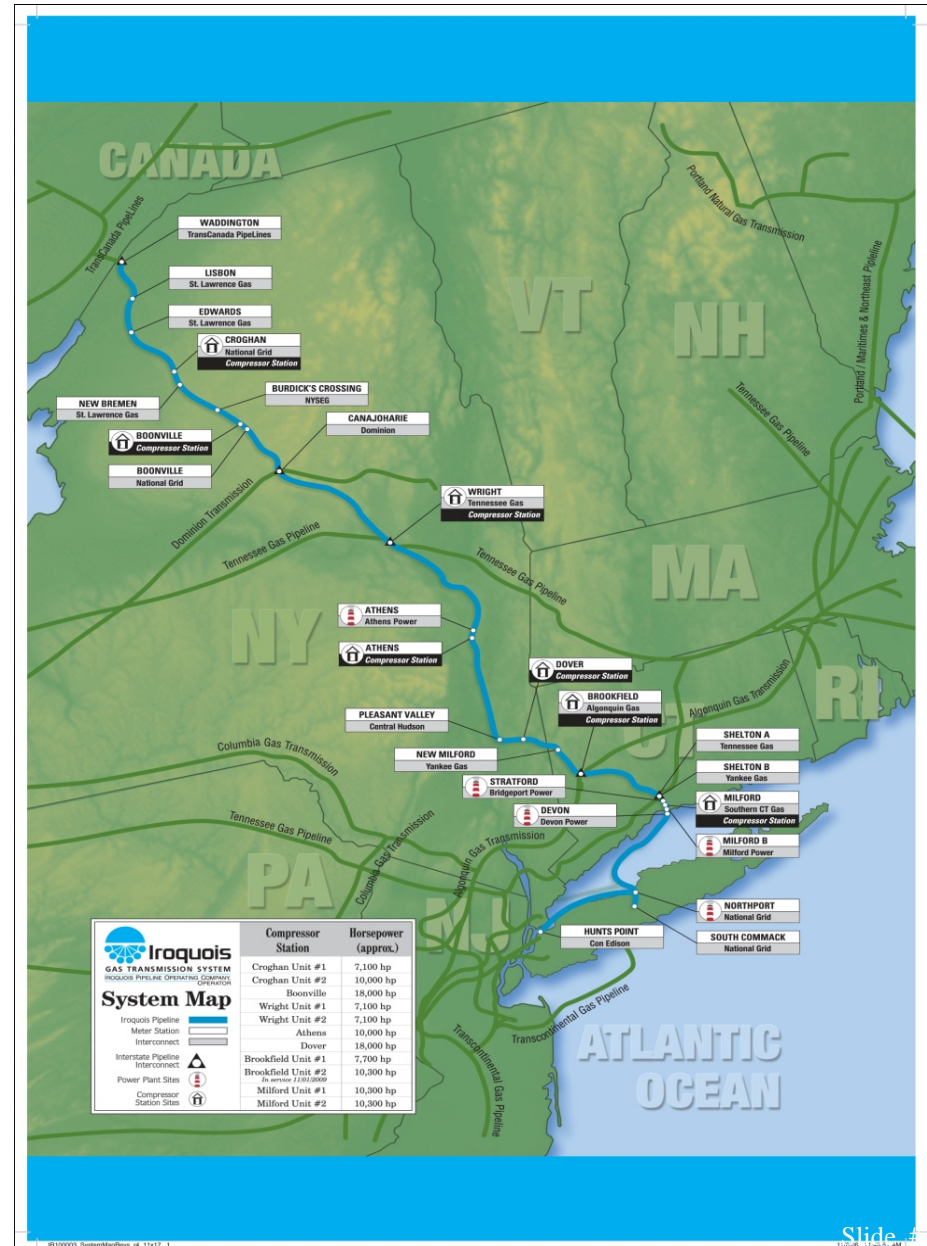 CANADA
TransCanada PipeLines
WADDINGTON
TransCanada PipeLines
LISBON
St. Lawrence Gas
EDWARDS
St. Lawrence Gas
CROGHAN
National Grid
Compressor Station
NEW BREMEN
St. Lawrence Gas
BURDICK'S CROSSING
NYSEG
BOONVILLE
Compressor Station
BOONVILLE
National Grid
CANAJOHARIE
Dominion
VT
NH
Portland Natural Gas Transmission
Portland / Maritimes & Northeast Pipleline
Tennessee Gas Pipeline
Dominion Transmission
WRIGHT
Tennessee Gas
Compressor Station
Tennessee Gas Pipeline
Tennessee Gas Pipeline
MA
NY
ATHENS
Athens Power
ATHENS
Compressor Station
DOVER
Compressor Station
BROOKFIELD
Algonquin Gas
Compressor Station
Algonquin Gas Transmission
RI
CT
PLEASANT VALLEY
Central Hudson
NEW MILFORD
Yankee Gas
SHELTON A
Tennessee Gas
SHELTON B
Yankee Gas
STRATFORD
Bridgeport Power
DEVON
Devon Power
MILFORD
Southern CT Gas
Compressor Station
MILFORD B
Milford Power
Columbia Gas Transmission
Tennessee Gas Pipeline
Columbia Gas Transmission
Algonquin Gas Transmission
PA
NJ
NORTHPORT
National Grid
HUNTS POINT
Con Edison
SOUTH COMMACK
National Grid
Transcontinental Gas Pipeline
Transcontinental Gas Pipeline
ATLANTIC
OCEAN
Iroquois
GAS TRANSMISSION SYSTEM
IROQUOIS PIPELINE OPERATING COMPANY,
OPERATOR
System Map
Iroquois Pipeline
Meter Station
Interconnect
Interstate Pipeline
Interconnect
Power Plant Sites
Compressor
Station Sites
Compressor Station Horsepower (approx.)
Croghan Unit #1 7,100 hp
Croghan Unit #2 10,000 hp
Boonville 18,000 hp
Wright Unit #1 7,100 hp
Wright Unit #2 7,100 hp
Athens 10,000 hp
Dover 18,000 hp
Brookfield Unit #1 7,700 hp
Brookfield Unit #2 10,300 hp
In service 11/01/2009
Milford Unit #1 10,300 hp
Milford Unit #2 10,300 hp
Slide #